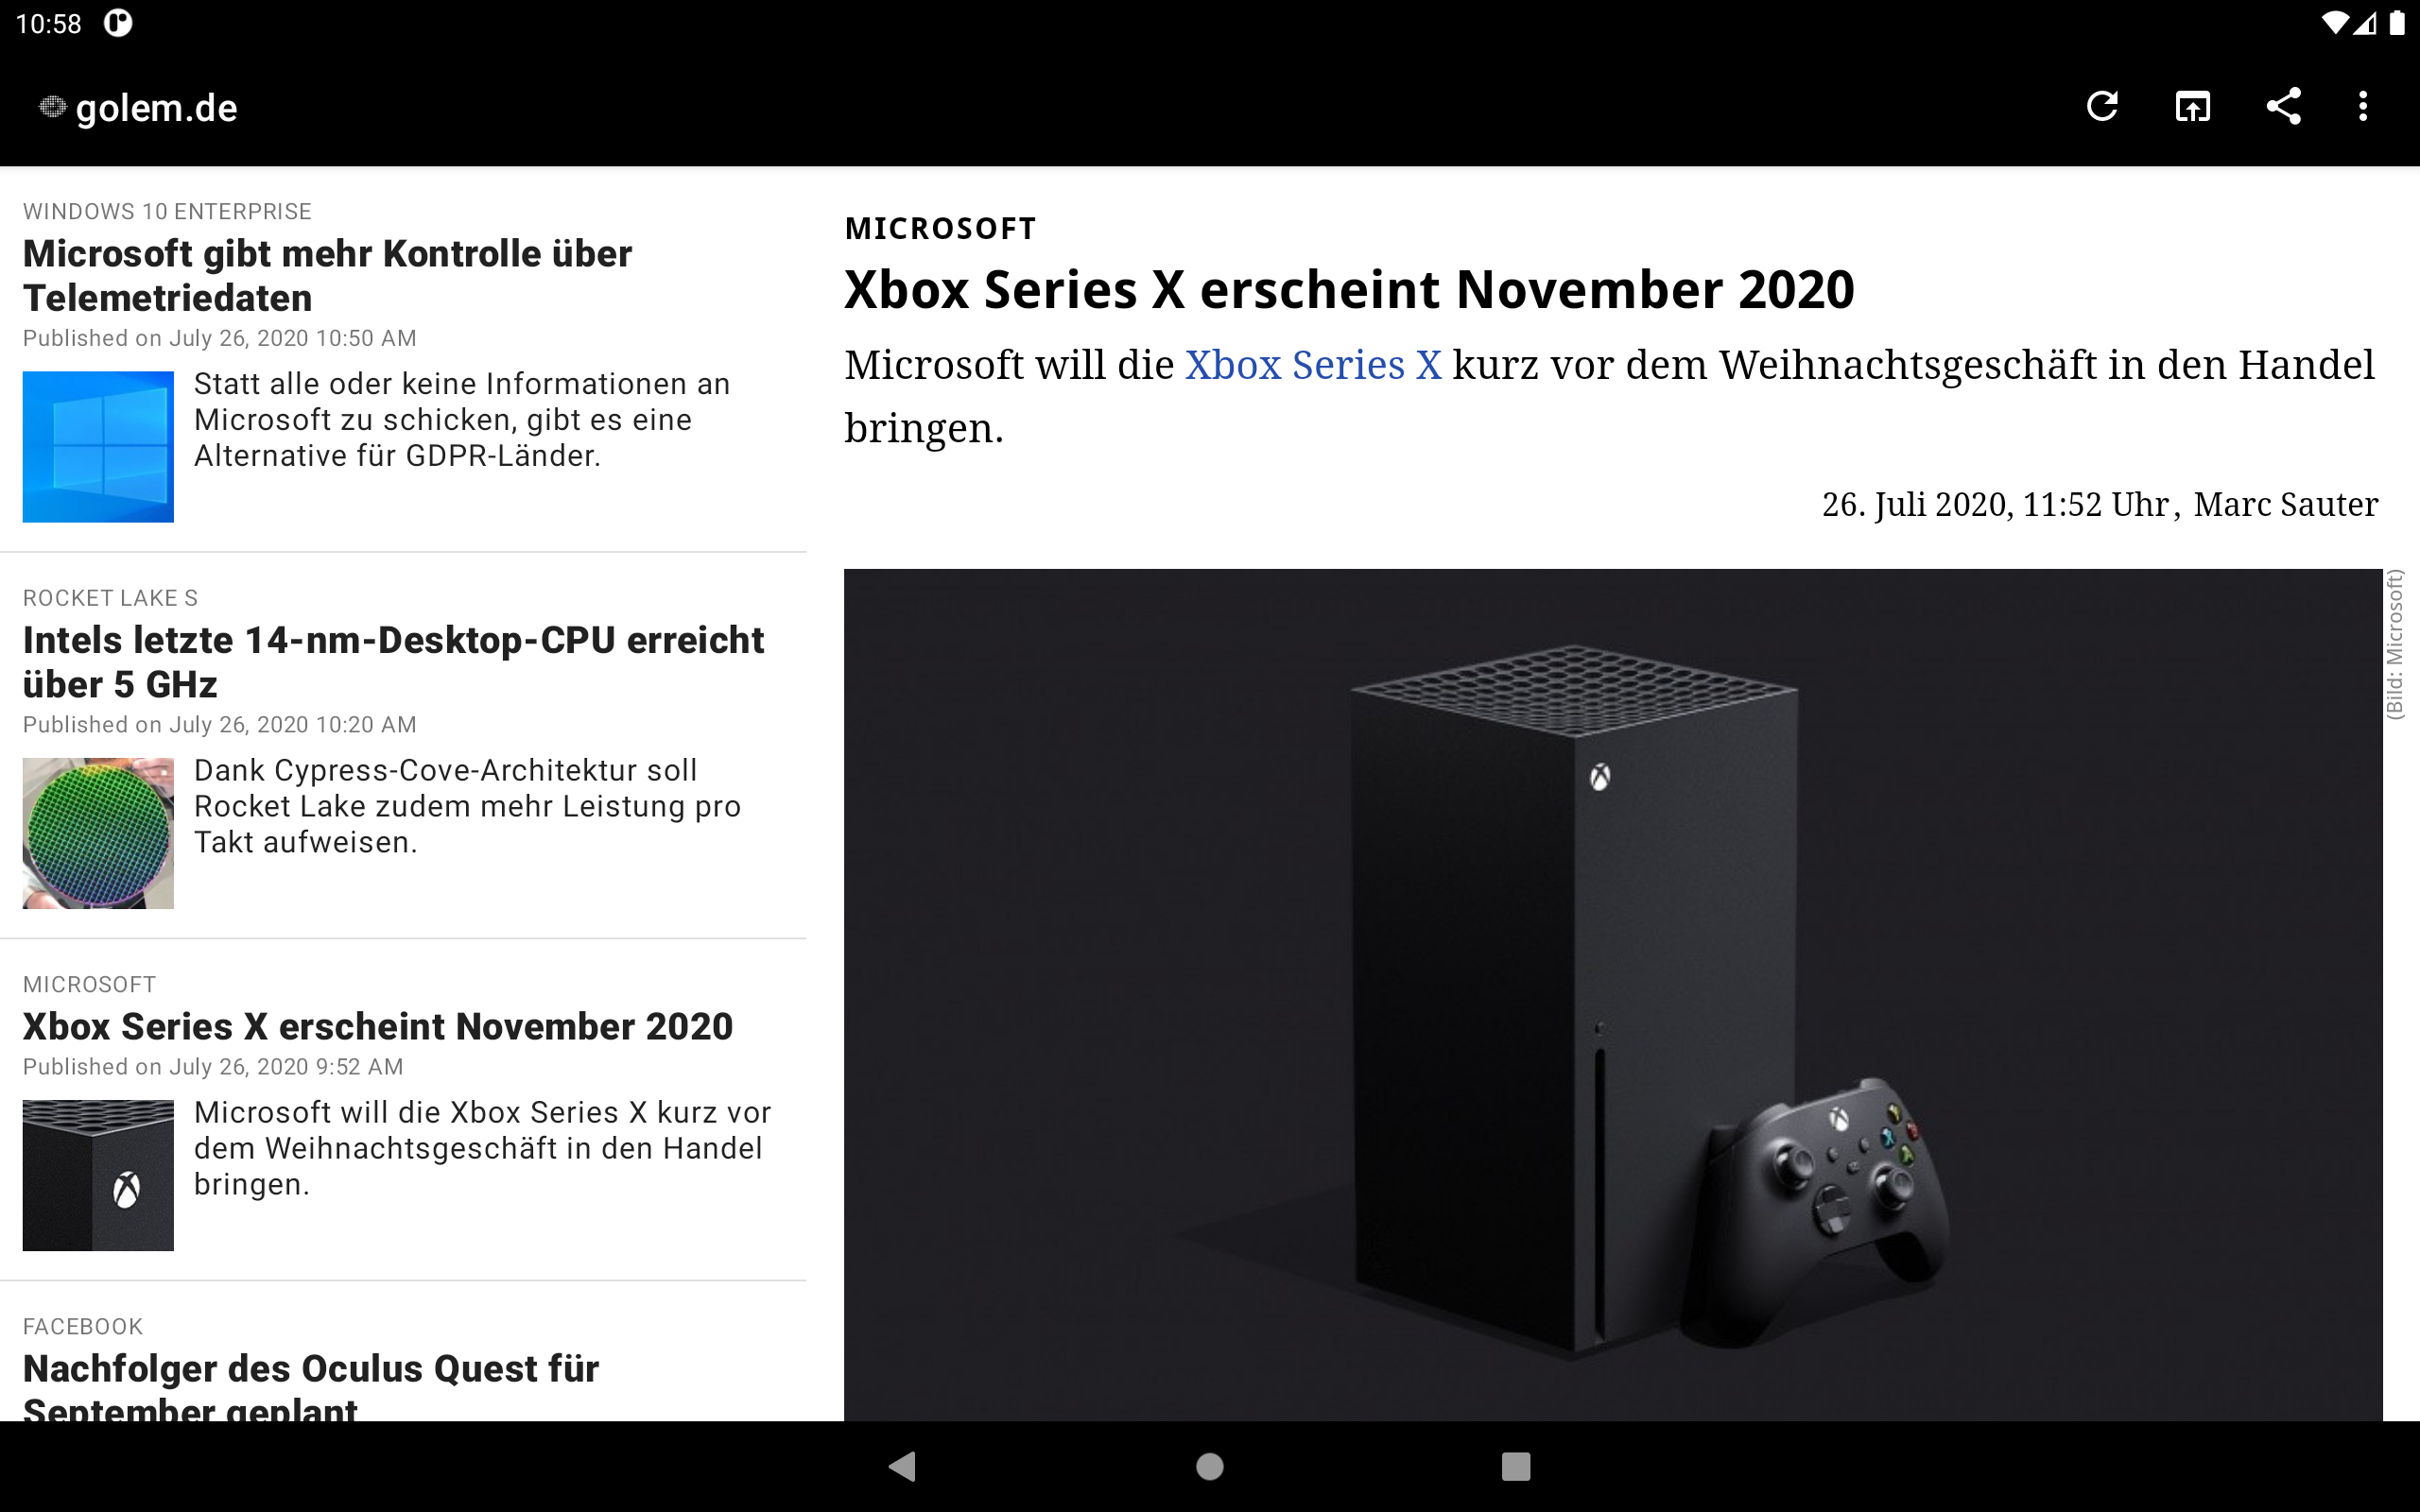 10:58
golem.de
WINDOWS 10 ENTERPRISE
Microsoft gibt mehr Kontrolle über
Telemetriedaten
Published on July 26, 2020 10:50 AM
Statt alle oder keine Informationen an
Microsoft zu schicken, gibt es eine
Alternative für GDPR-Länder.
ROCKET LAKE S
Intels letzte 14-nm-Desktop-CPU erreicht
über 5 GHz
Published on July 26, 2020 10:20 AM
Dank Cypress-Cove-Architektur soll
Rocket Lake zudem mehr Leistung pro
Takt aufweisen.
MICROSOFT
Xbox Series X erscheint November 2020
Published on July 26, 2020 9:52 AM
Microsoft will die Xbox Series X kurz vor
dem Weihnachtsgeschäft in den Handel
bringen.
FACEBOOK
Nachfolger des Oculus Quest für
September geplant
MICROSOFT
Xbox Series X erscheint November 2020
Microsoft will die Xbox Series X kurz vor dem Weihnachtsgeschäft in den Handel
bringen.
26. Juli 2020, 11:52 Uhr, Marc Sauter
(Bild: Microsoft)